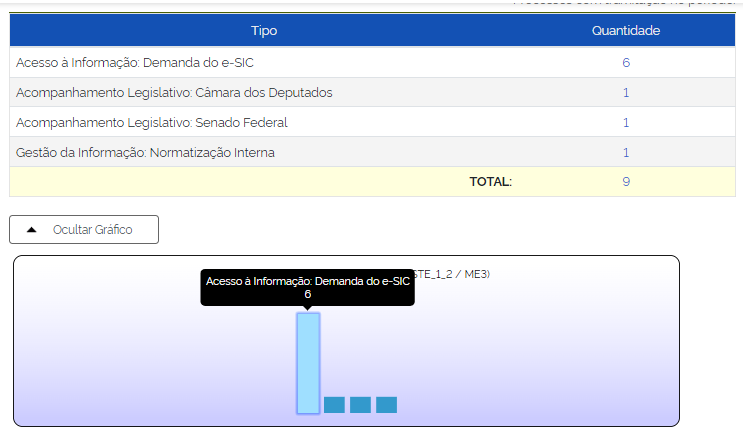 Tipo Quantidade
Acesso à Informação: Demanda do e-SIC 6
Acompanhamento Legislativo: Câmara dos Deputados 1
Acompanhamento Legislativo: Senado Federal 1
Gestão da Informação: Normatização Interna 1
TOTAL: 9
Ocultar Gráfico
STE_1_2 / ME3)
Acesso à Informação: Demanda do e-SIC
6